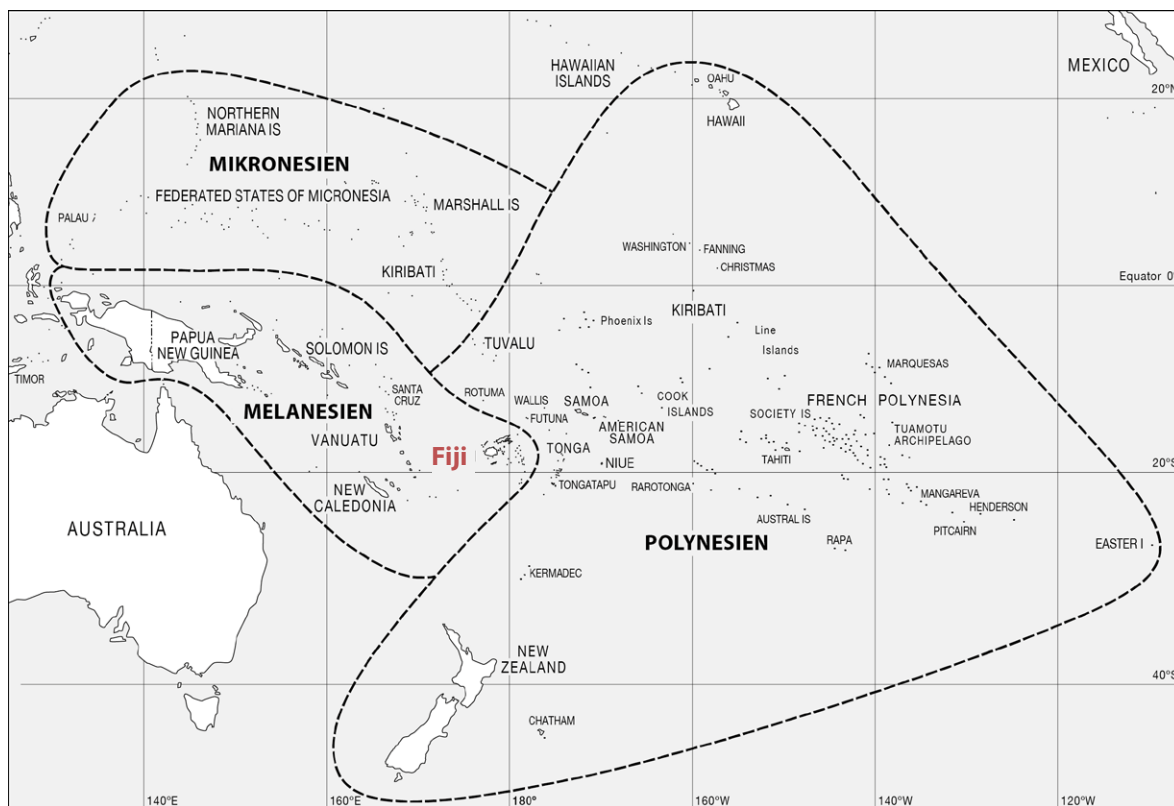 HAWAIIAN
ISLANDS
OAHU
MEXICO
20°N
HAWAII
NORTHERN
MARIANA IS
MIKRONESIEN
FEDERATED STATES OF MICRONESIA
MARSHALL IS
PALAU
WASHINGTON
FANNING
CHRISTMAS
KIRIBATI
Equator 0°
KIRIBATI
Phoenix Is
Line
Islands
PAPUA
NEW GUINEA
SOLOMON IS
TUVALU
MARQUESAS
TIMOR
SANTA
CRUZ
ROTUMA
WALLIS
FUTUNA
SAMOA
COOK
ISLANDS
FRENCH POLYNESIA
SOCIETY IS
MELANESIEN
AMERICAN
SAMOA
TUAMOTU
ARCHIPELAGO
VANUATU
Fiji
TONGA
NIUE
TAHITI
20°S
TONGATAPU
RAROTONGA
NEW
CALEDONIA
MANGAREVA
HENDERSON
AUSTRAL IS
PITCAIRN
AUSTRALIA
POLYNESIEN
RAPA
EASTER I
KERMADEC
NEW
ZEALAND
40°S
CHATHAM
140°E
160°E
180°
160°W
140°W
120°W